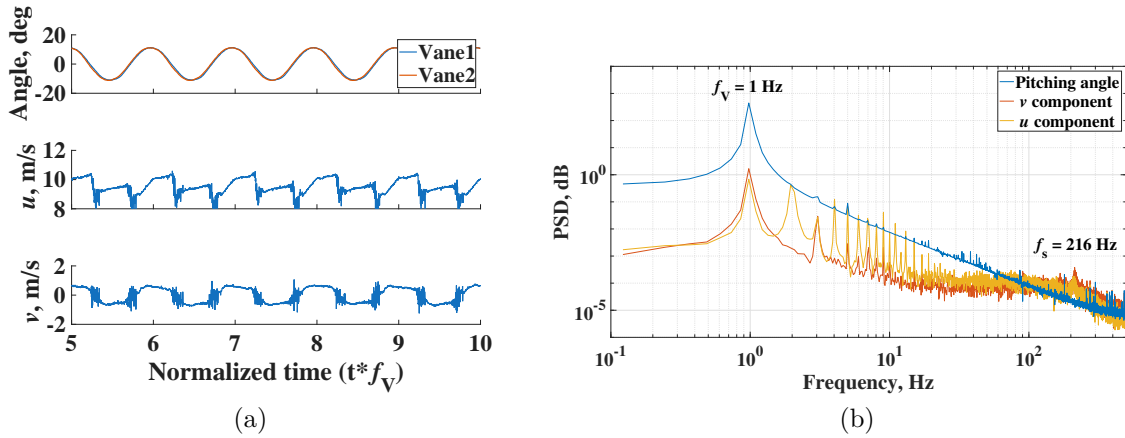 Angle, deg
20
0
-20
Vane1
Vane2
u, m/s
12
10
8
v, m/s
2
0
-2
5
6
7
8
9
10
Normalized time (t*f_V)
(a)
PSD, dB
10^0
10^-5
f_V = 1 Hz
Pitching angle
v component
u component
f_s = 216 Hz
10^-1
10^0
10^1
10^2
Frequency, Hz
(b)